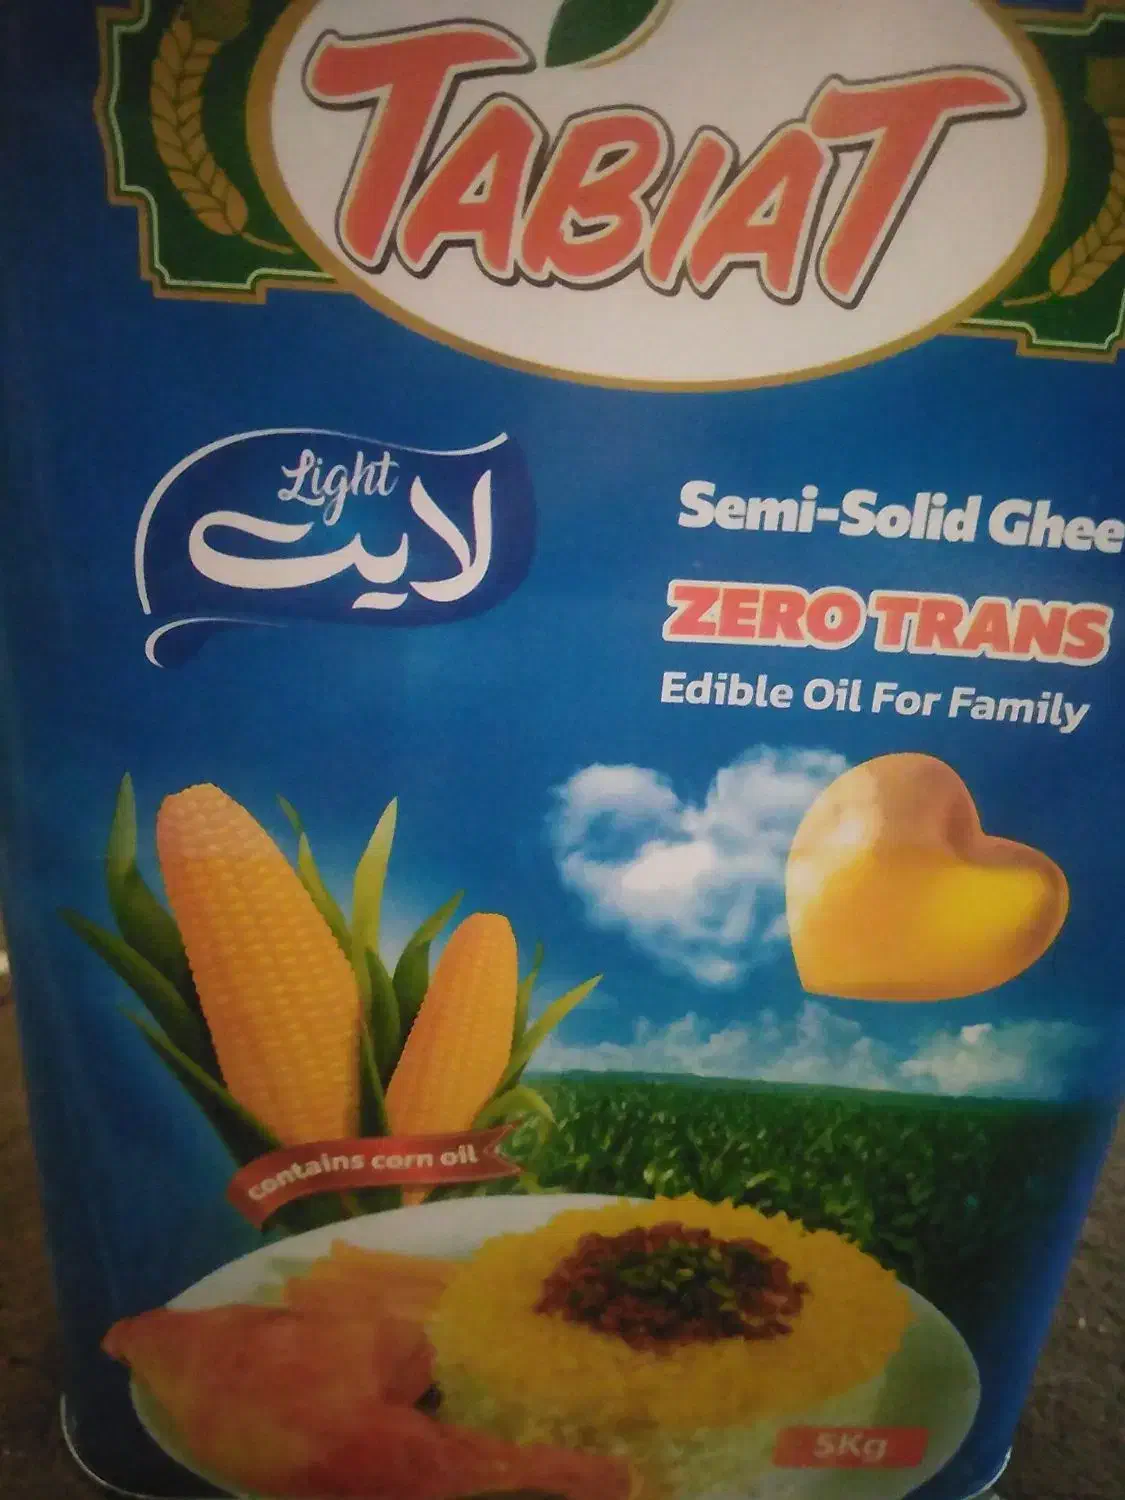 TABIAT
Light
لایت
Semi-Solid Ghee
ZERO TRANS
Edible Oil For Family
contains corn oil
5Kg